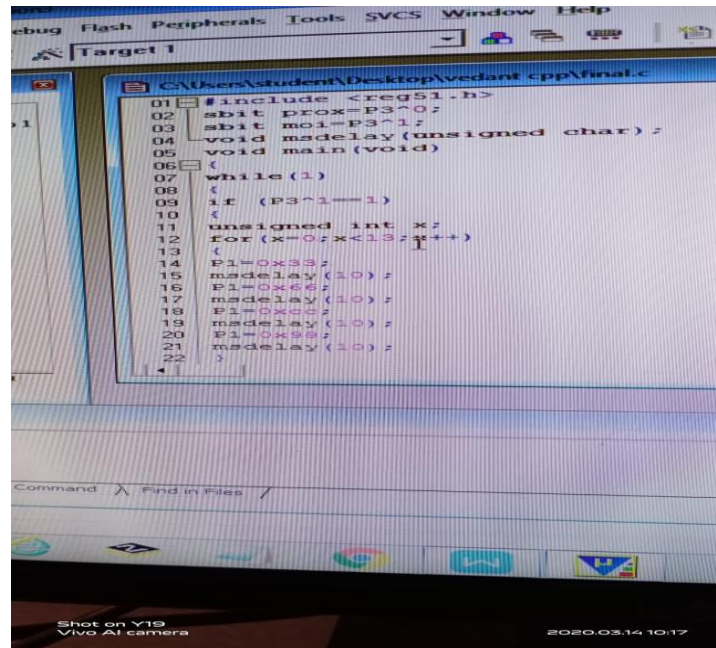 ebug Flash Peripherals Tools SVCS Window Help
Target 1
C:\Users\student\Desktop\vedant cpp\final.c
01 #include <reg51.h>
02 sbit prox=P3^0;
03 sbit moi=P3^1;
04 void msdelay(unsigned char);
05 void main(void)
06 {
07 while(1)
08 {
09 if (P3^1==1)
10 {
11 unsigned int x;
12 for(x=0;x<13;x++)
13 {
14 P1=0x33;
15 msdelay(10);
16 P1=0x66;
17 msdelay(10);
18 P1=0xcc;
19 msdelay(10);
20 P1=0x99;
21 msdelay(10);
22 }
Command Find in Files
Shot on Y19
Vivo AI camera
2020.03.14 10:17